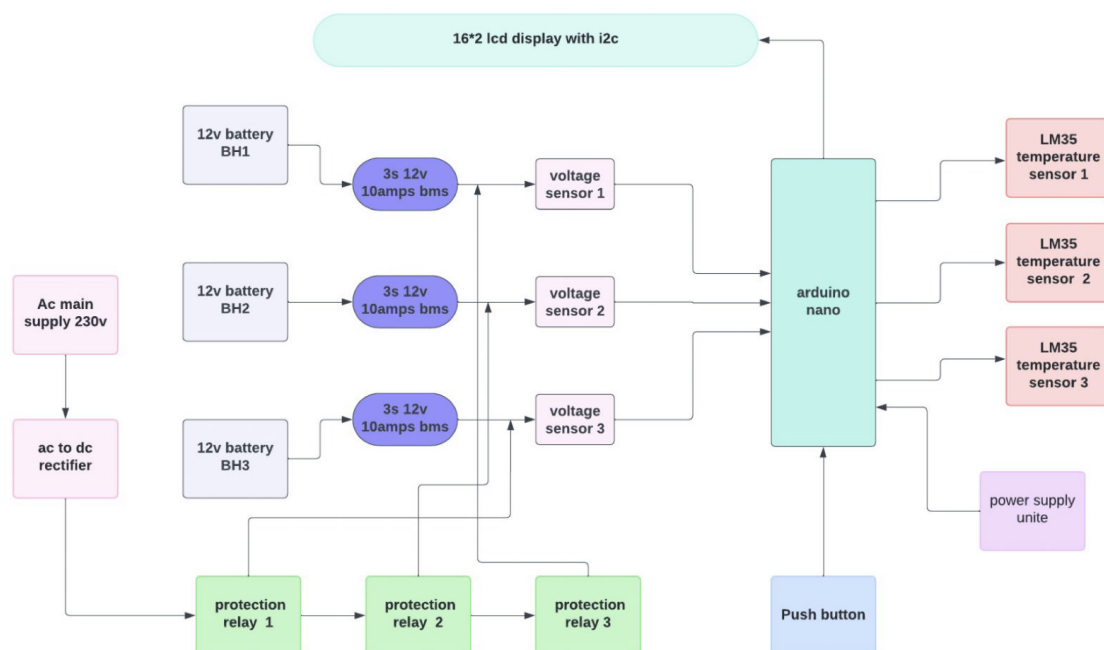 16*2 lcd display with i2c
12v battery
BH1
3s 12v
10amps bms
voltage
sensor 1
LM35
temperature
sensor 1
12v battery
BH2
3s 12v
10amps bms
voltage
sensor 2
arduino
nano
LM35
temperature
sensor 2
Ac main
supply 230v
12v battery
BH3
3s 12v
10amps bms
voltage
sensor 3
LM35
temperature
sensor 3
ac to dc
rectifier
power supply
unite
protection
relay 1
protection
relay 2
protection
relay 3
Push button